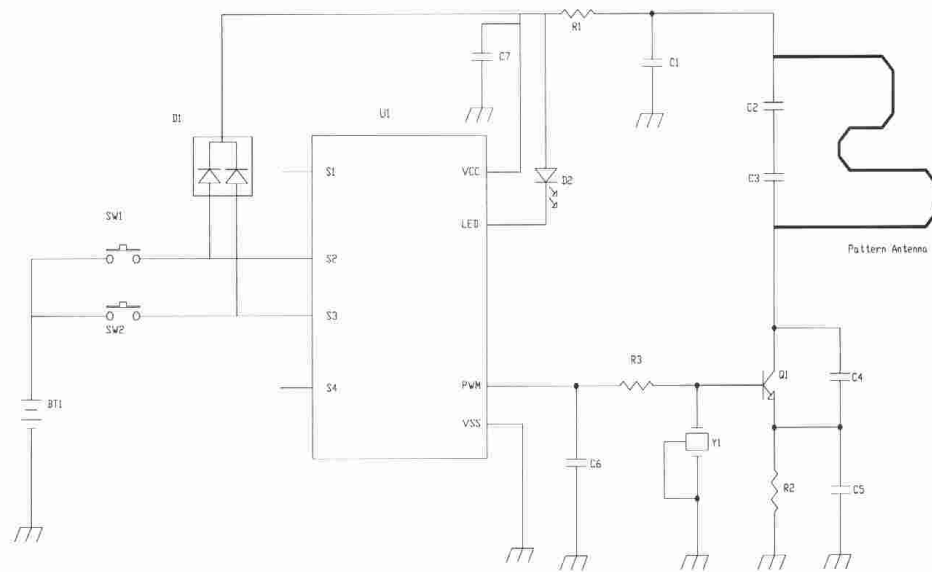 R1
C7
C1
C2
D1
U1
S1
VCC
D2
C3
SW1
LED
Pattern Antenna
S2
SW2
S3
R3
Q1
C4
S4
PWM
BT1
VSS
Y1
C6
R2
C5